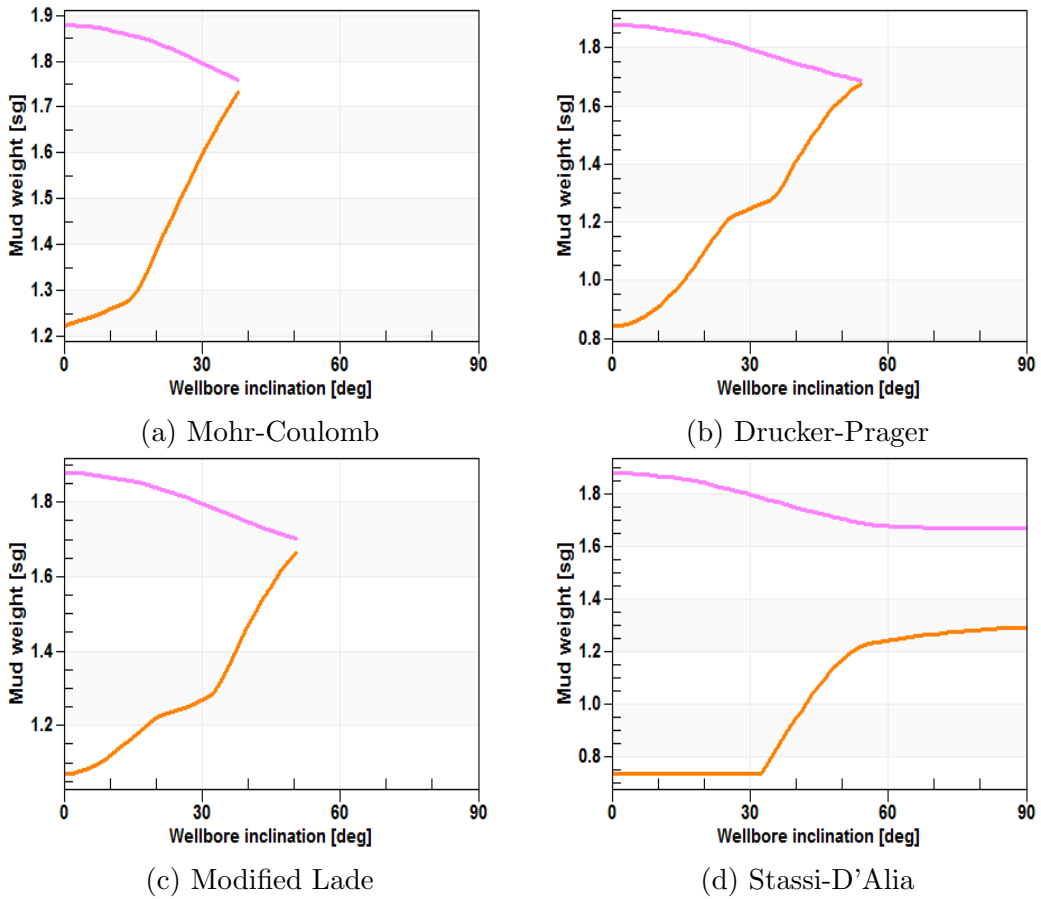 1.9
1.8
1.7
1.6
1.5
1.4
1.3
1.2
Mud weight [sg]
0 30 60 90
Wellbore inclination [deg]
(a) Mohr-Coulomb
1.8
1.6
1.4
1.2
1.0
0.8
Mud weight [sg]
0 30 60 90
Wellbore inclination [deg]
(b) Drucker-Prager
1.8
1.6
1.4
1.2
Mud weight [sg]
0 30 60 90
Wellbore inclination [deg]
(c) Modified Lade
1.8
1.6
1.4
1.2
1.0
0.8
Mud weight [sg]
0 30 60 90
Wellbore inclination [deg]
(d) Stassi-D'Alia